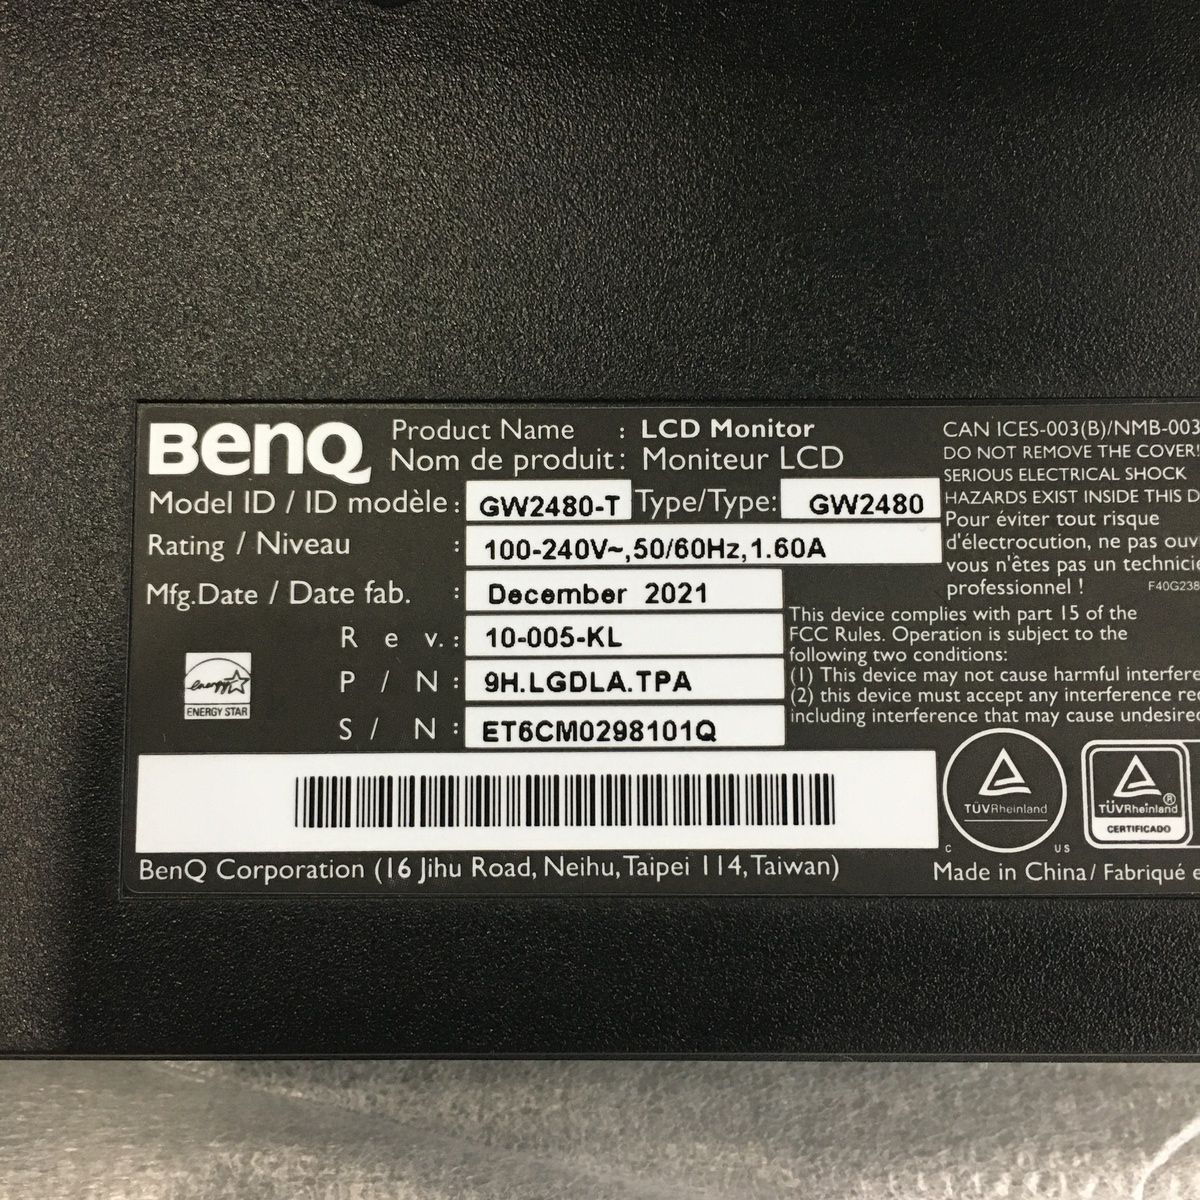 BenQ
Product Name : LCD Monitor
Nom de produit : Moniteur LCD
Model ID / ID modèle : GW2480-T Type/Type: GW2480
Rating / Niveau : 100-240V~,50/60Hz,1.60A
Mfg.Date / Date fab. : December 2021
R e v. : 10-005-KL
P / N : 9H.LGDLA.TPA
S / N : ET6CM0298101Q
energy
ENERGY STAR
BenQ Corporation (16 Jihu Road, Neihu, Taipei 114, Taiwan)
CAN ICES-003(B)/NMB-003
DO NOT REMOVE THE COVER!
SERIOUS ELECTRICAL SHOCK
HAZARDS EXIST INSIDE THIS D
Pour éviter tout risque
d'électrocution, ne pas ouv
vous n'êtes pas un technicie
professionnel !
F40G238
This device complies with part 15 of the
FCC Rules. Operation is subject to the
following two conditions:
(1) This device may not cause harmful interfere
(2) this device must accept any interference re
including interference that may cause undesire
TÜVRheinland
C US
TÜVRheinland®
CERTIFICADO
Made in China/ Fabriqué e